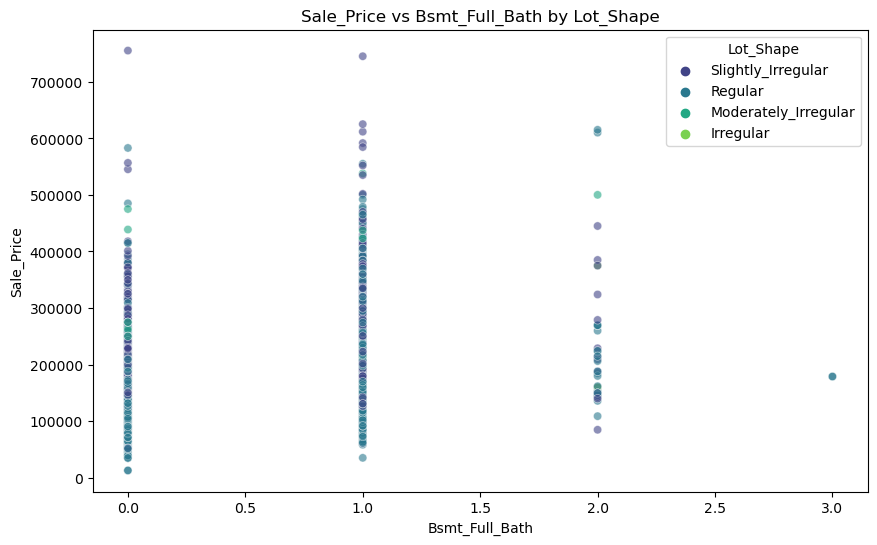 Sale_Price vs Bsmt_Full_Bath by Lot_Shape
Lot_Shape
Slightly_Irregular
Regular
Moderately_Irregular
Irregular
Sale_Price
700000
600000
500000
400000
300000
200000
100000
0
0.0 0.5 1.0 1.5 2.0 2.5 3.0
Bsmt_Full_Bath